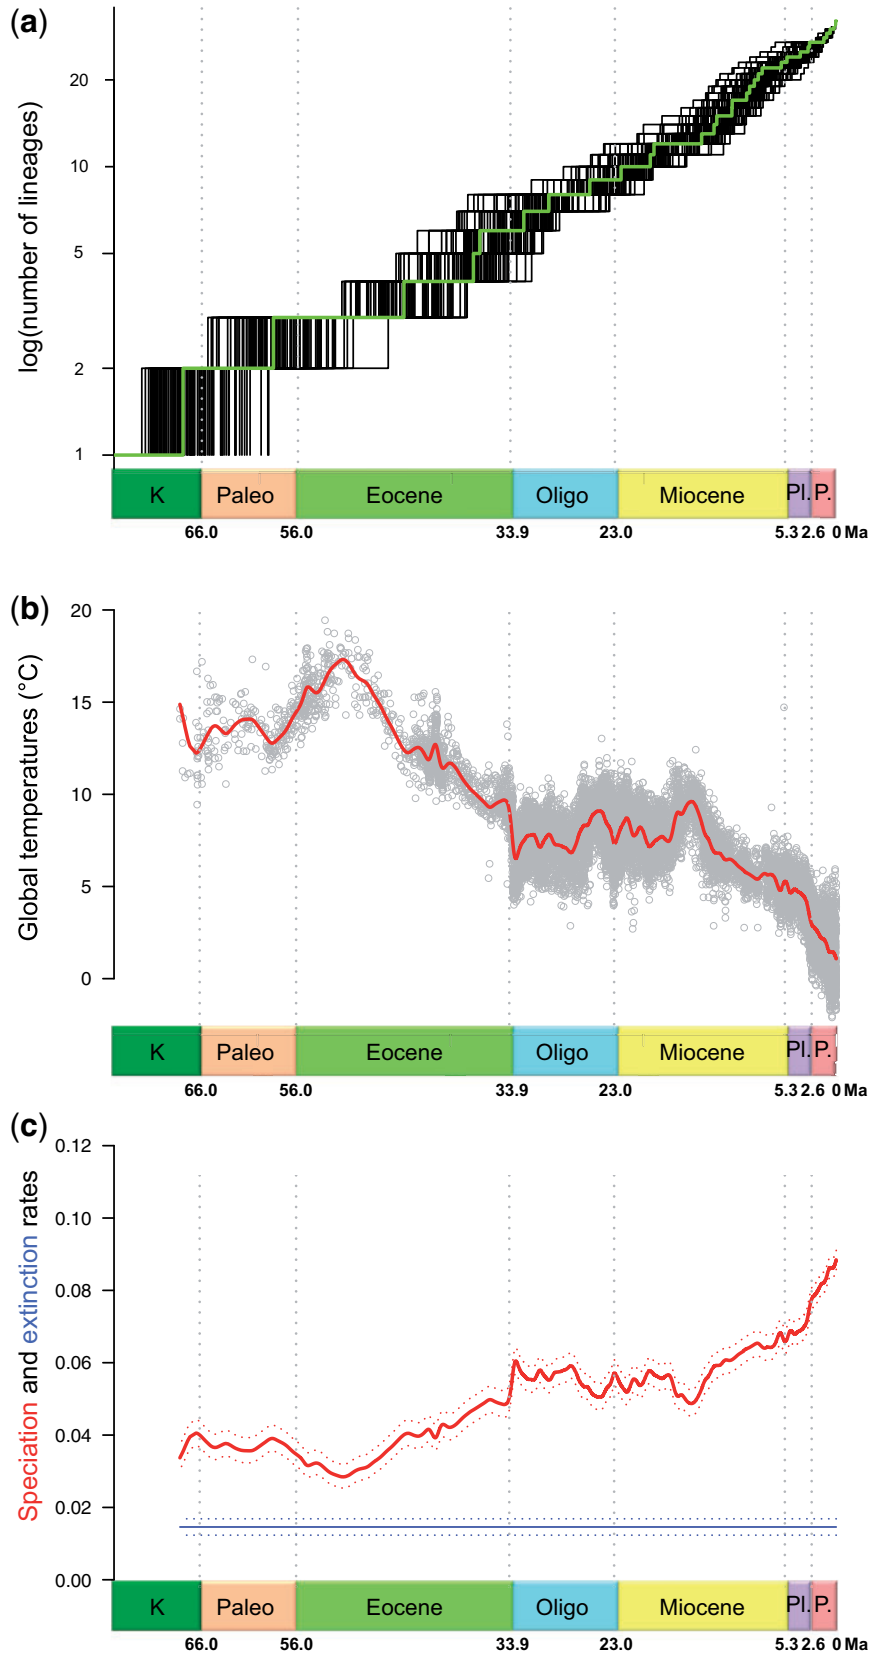 (a)
log(number of lineages)
20
10
5
2
1
K Paleo Eocene Oligo Miocene Pl. P.
66.0 56.0 33.9 23.0 5.3 2.6 0 Ma
(b)
Global temperatures (°C)
20
15
10
5
0
K Paleo Eocene Oligo Miocene Pl. P.
66.0 56.0 33.9 23.0 5.3 2.6 0 Ma
(c)
Speciation and extinction rates
0.12
0.10
0.08
0.06
0.04
0.02
0.00
K Paleo Eocene Oligo Miocene Pl. P.
66.0 56.0 33.9 23.0 5.3 2.6 0 Ma